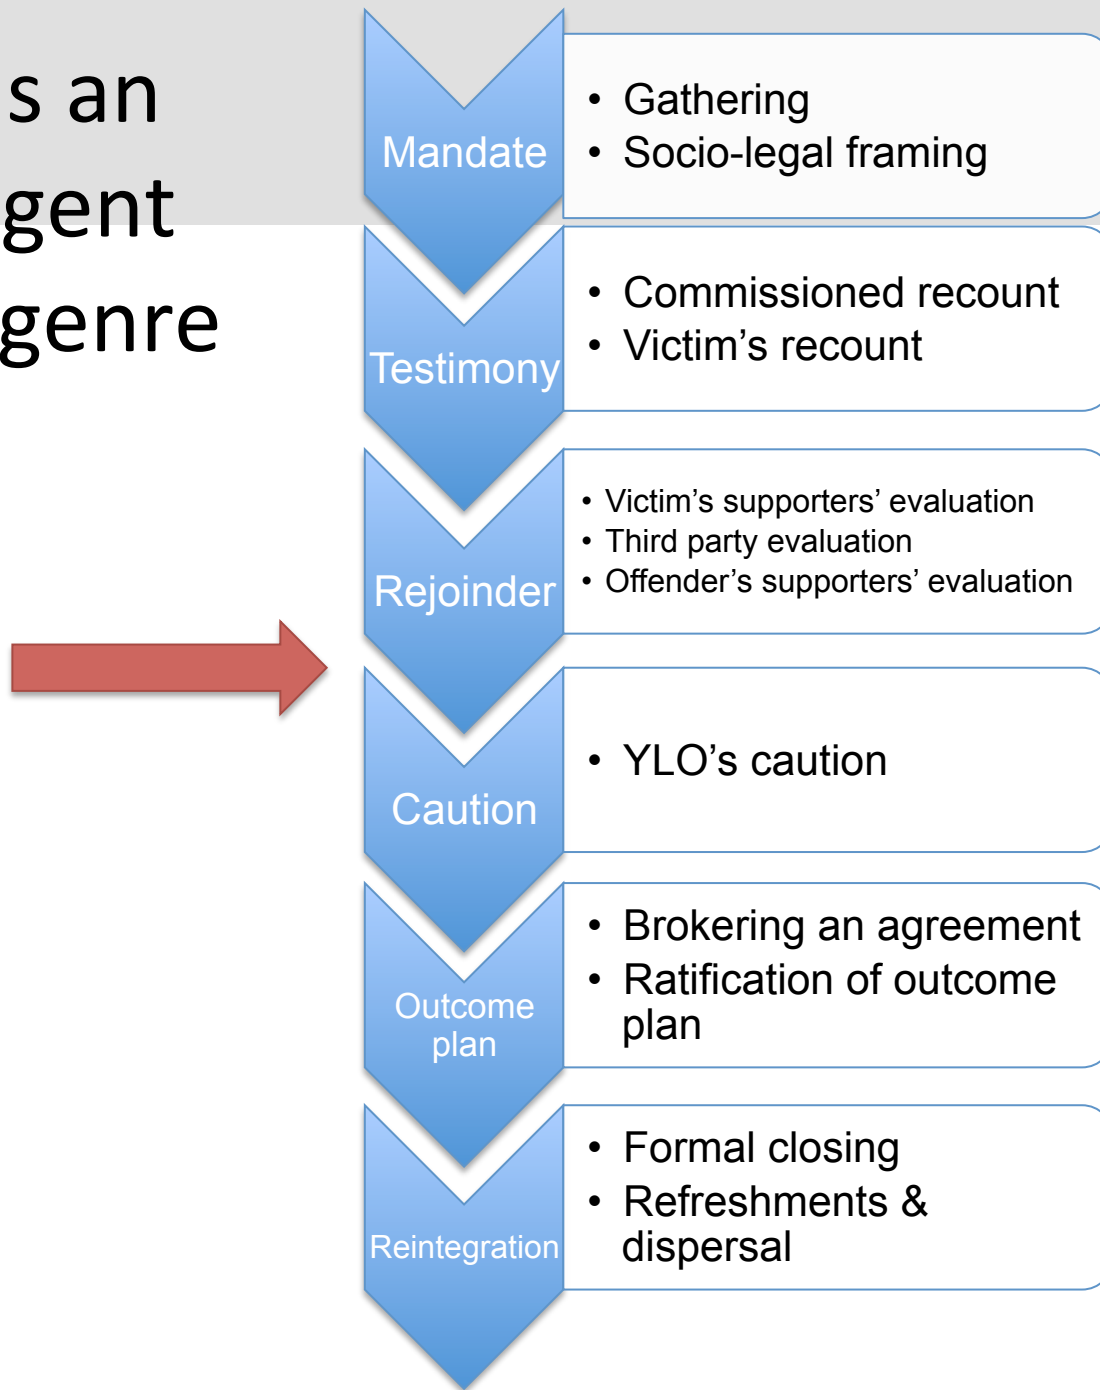 s an
gent
genre
Mandate
• Gathering
• Socio-legal framing
Testimony
• Commissioned recount
• Victim’s recount
Rejoinder
• Victim’s supporters’ evaluation
• Third party evaluation
• Offender’s supporters’ evaluation
Caution
• YLO’s caution
Outcome
plan
• Brokering an agreement
• Ratification of outcome
plan
Reintegration
• Formal closing
• Refreshments &
dispersal